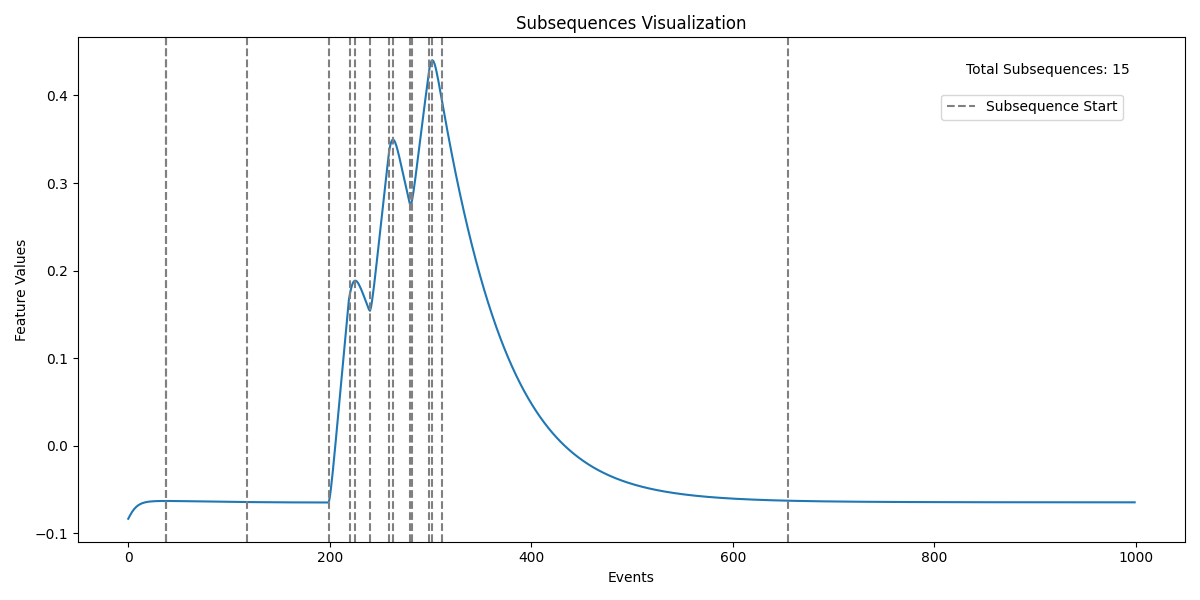 Subsequences Visualization
Total Subsequences: 15
Subsequence Start
Feature Values
0.4
0.3
0.2
0.1
0.0
−0.1
0 200 400 600 800 1000
Events